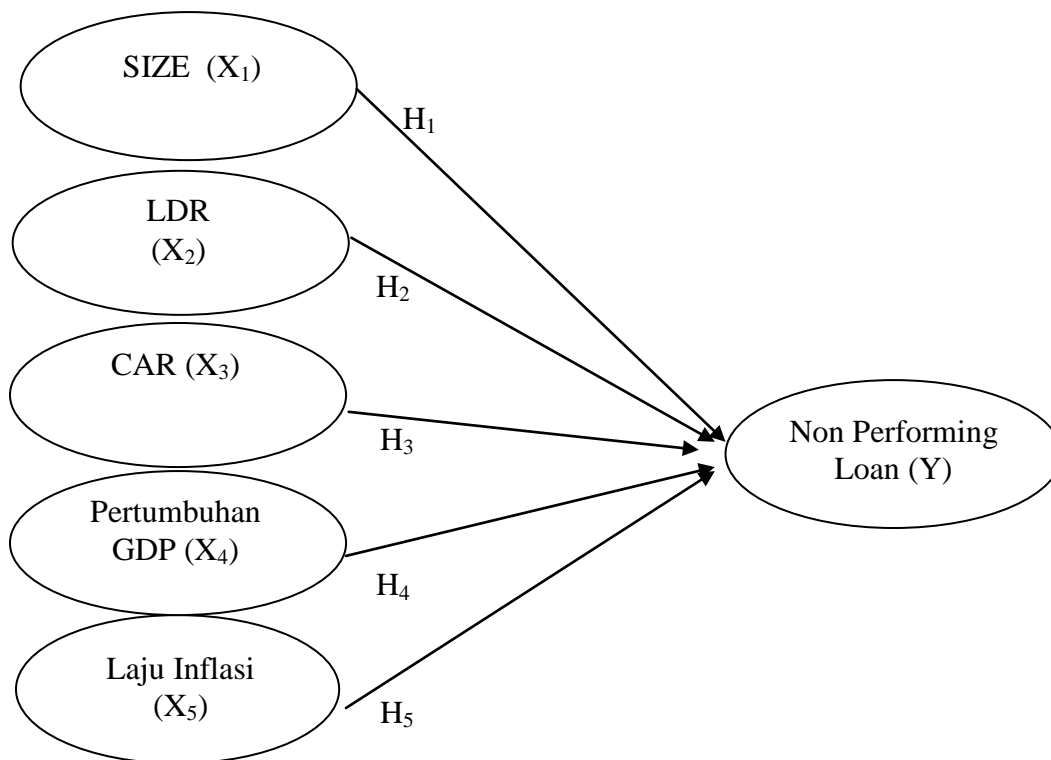 SIZE (X₁)
H₁
LDR
(X₂)
H₂
CAR (X₃)
H₃
Non Performing
Loan (Y)
Pertumbuhan
GDP (X₄)
H₄
Laju Inflasi
(X₅)
H₅